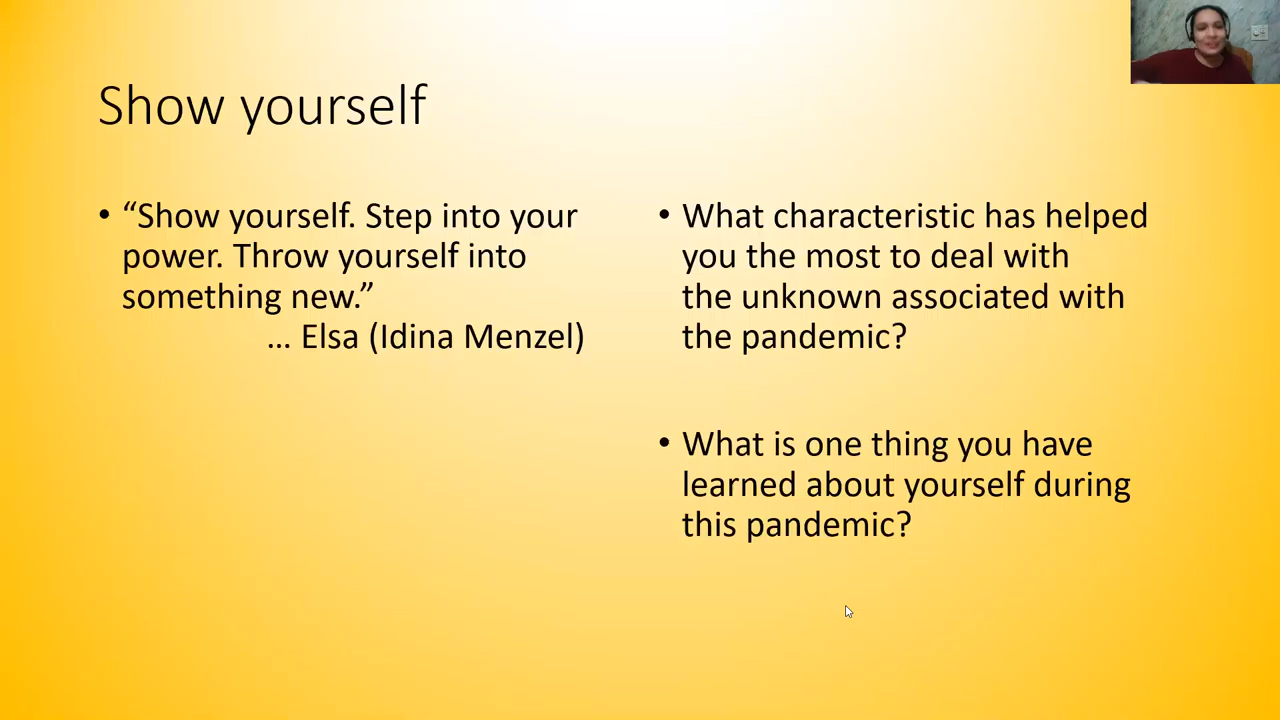 Show yourself
• “Show yourself. Step into your
power. Throw yourself into
something new.”
… Elsa (Idina Menzel)
• What characteristic has helped
you the most to deal with
the unknown associated with
the pandemic?
• What is one thing you have
learned about yourself during
this pandemic?